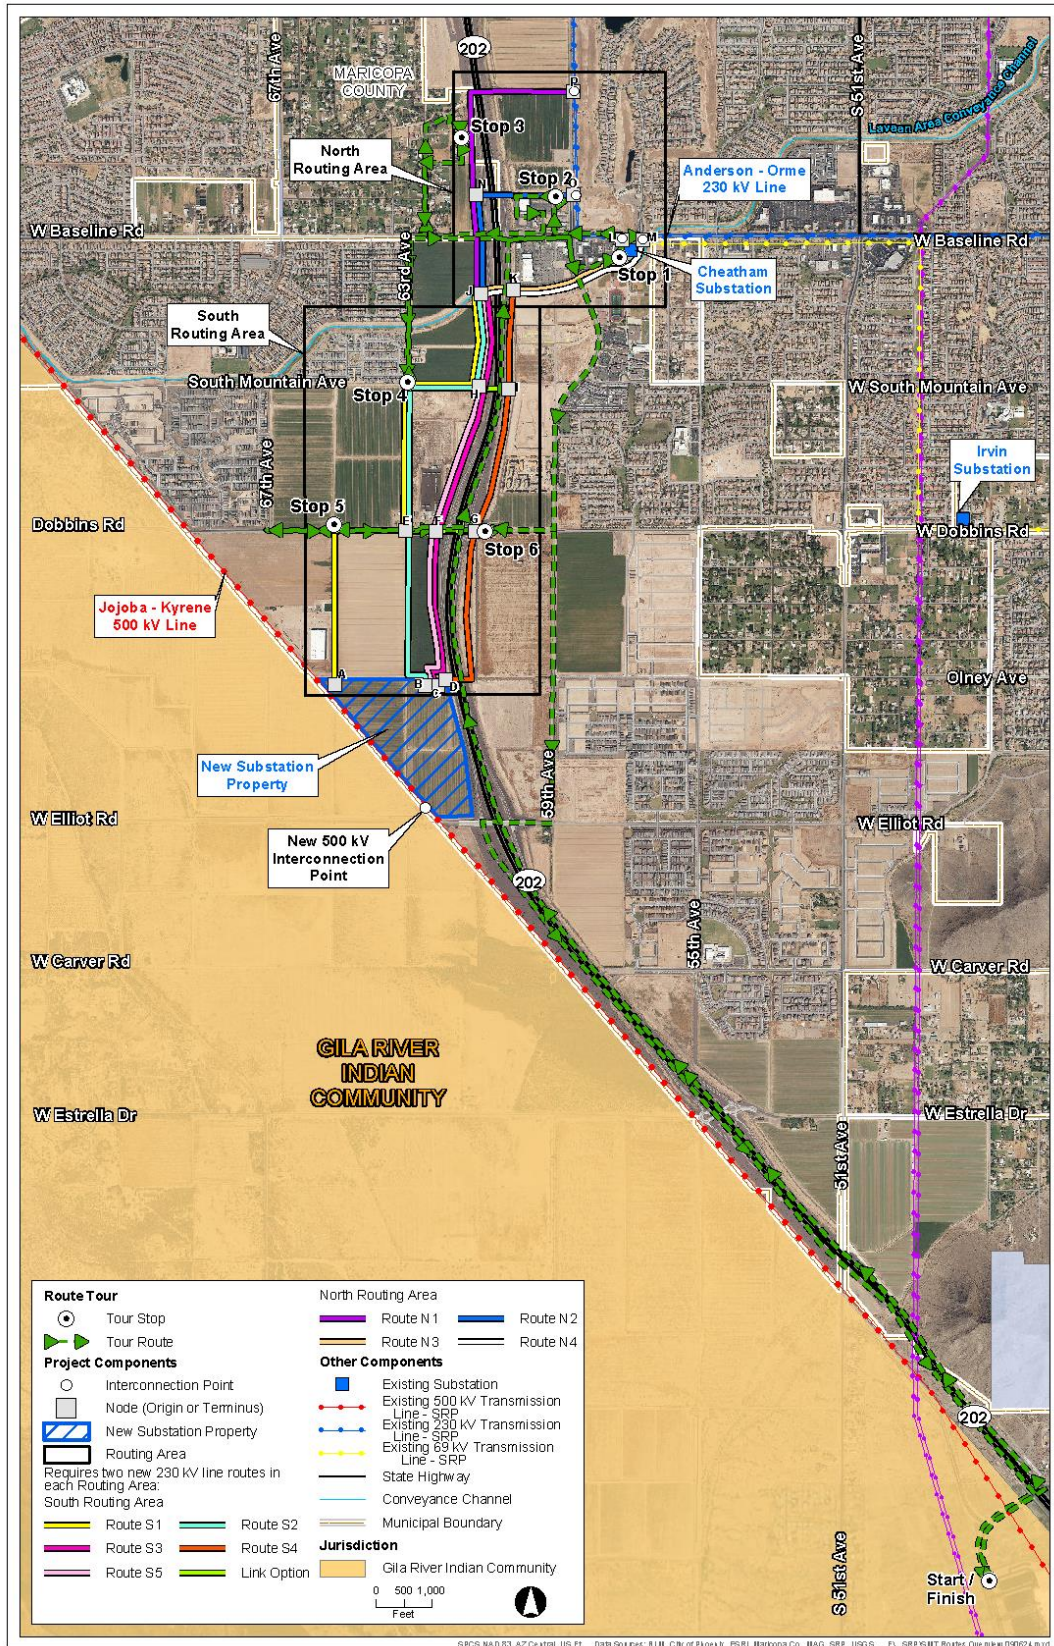 202
67th Ave
MARICOPA
COUNTY
S 51st Ave
Laveen Area Conveyance Channel
P
Stop 3
North
Routing Area
Stop 2
N
O
Anderson - Orme
230 kV Line
W Baseline Rd
W Baseline Rd
L
M
63rd Ave
Stop 1
Cheatham
Substation
J
K
South
Routing Area
South Mountain Ave
Stop 4
H
I
W South Mountain Ave
67th Ave
Irvin
Substation
Stop 5
Dobbins Rd
E
F
G
Stop 6
W Dobbins Rd
Jojoba - Kyrene
500 kV Line
A
B
C
D
Olney Ave
New Substation
Property
59th Ave
W Elliot Rd
W Elliot Rd
New 500 kV
Interconnection
Point
202
55th Ave
W Carver Rd
W Carver Rd
GILA RIVER
INDIAN
COMMUNITY
W Estrella Dr
W Estrella Dr
51st Ave
202
S 51st Ave
Start /
Finish
Route Tour
Tour Stop
Tour Route
Project Components
Interconnection Point
Node (Origin or Terminus)
New Substation Property
Routing Area
Requires two new 230 kV line routes in
each Routing Area:
South Routing Area
Route S1
Route S2
Route S3
Route S4
Route S5
Link Option
North Routing Area
Route N1
Route N2
Route N3
Route N4
Other Components
Existing Substation
Existing 500 kV Transmission
Line - SRP
Existing 230 kV Transmission
Line - SRP
Existing 69 kV Transmission
Line - SRP
State Highway
Conveyance Channel
Municipal Boundary
Jurisdiction
Gila River Indian Community
0 500 1,000
Feet